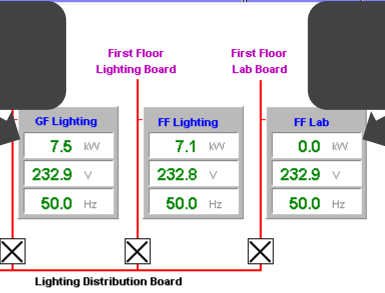 First Floor
Lighting Board
First Floor
Lab Board
GF Lighting
7.5 kW
232.9 V
50.0 Hz
FF Lighting
7.1 kW
232.8 V
50.0 Hz
FF Lab
0.0 kW
232.9 V
50.0 Hz
Lighting Distribution Board